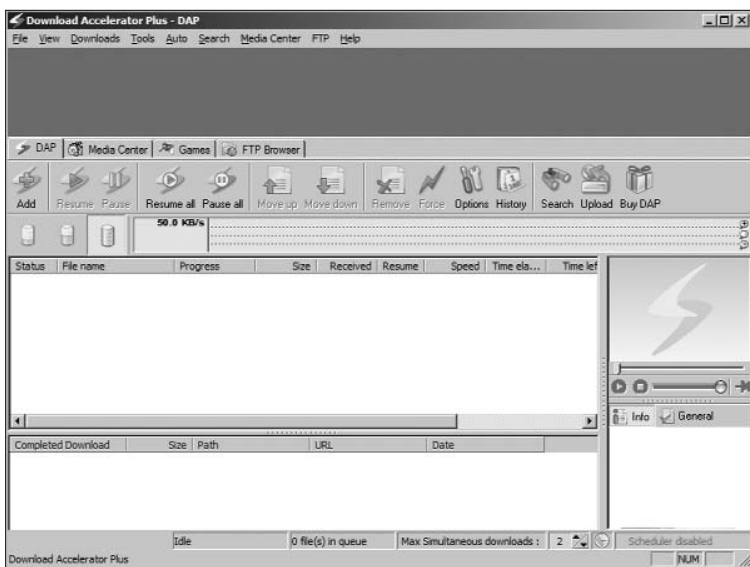 Download Accelerator Plus - DAP
File View Downloads Tools Auto Search Media Center FTP Help
DAP Media Center Games FTP Browser
Add Resume Pause Resume all Pause all Move up Move down Remove Force Options History Search Upload Buy DAP
50.0 KB/s
Status File name Progress Size Received Resume Speed Time ela... Time lef
Info General
Completed Download Size Path URL Date
Idle 0 file(s) in queue Max Simultaneous downloads : 2 Scheduler disabled
Download Accelerator Plus NUM